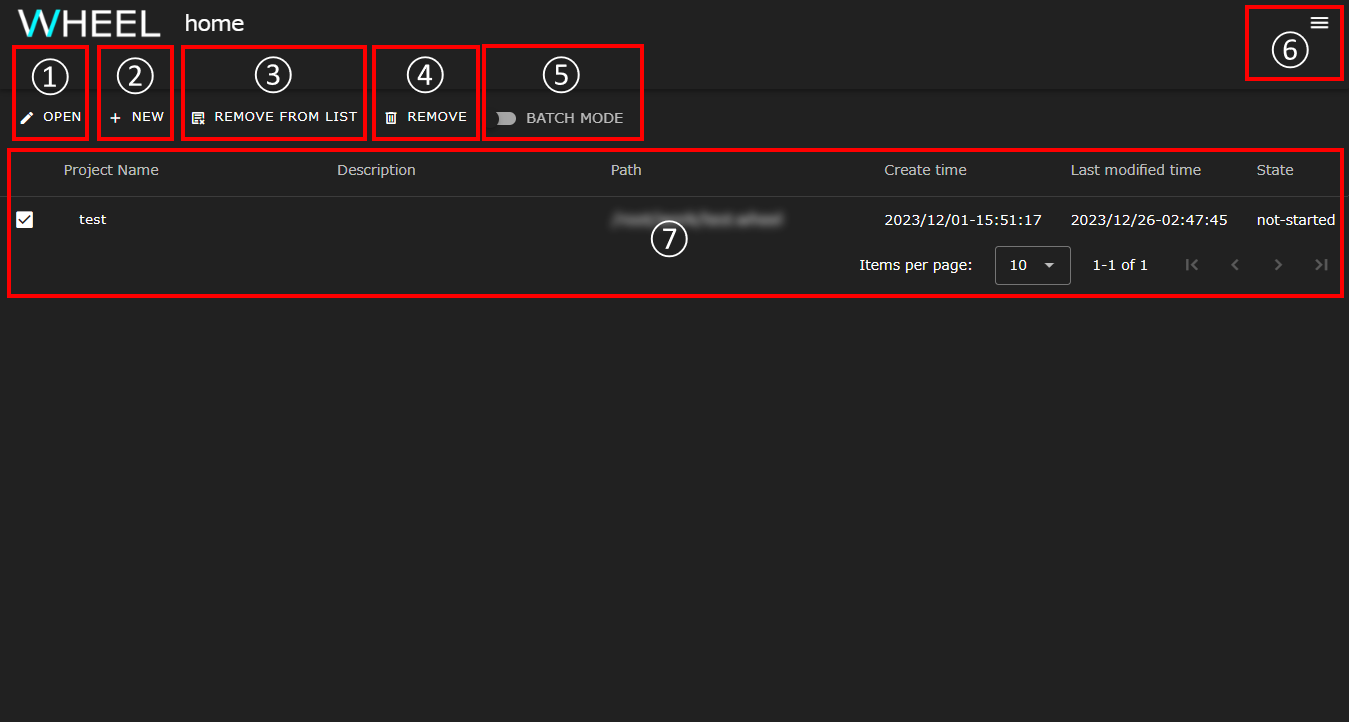 WHEEL home
⑥
① ② ③ ④ ⑤
OPEN NEW REMOVE FROM LIST REMOVE BATCH MODE
Project Name Description Path Create time Last modified time State
test 2023/12/01-15:51:17 2023/12/26-02:47:45 not-started
⑦
Items per page: 10 1-1 of 1